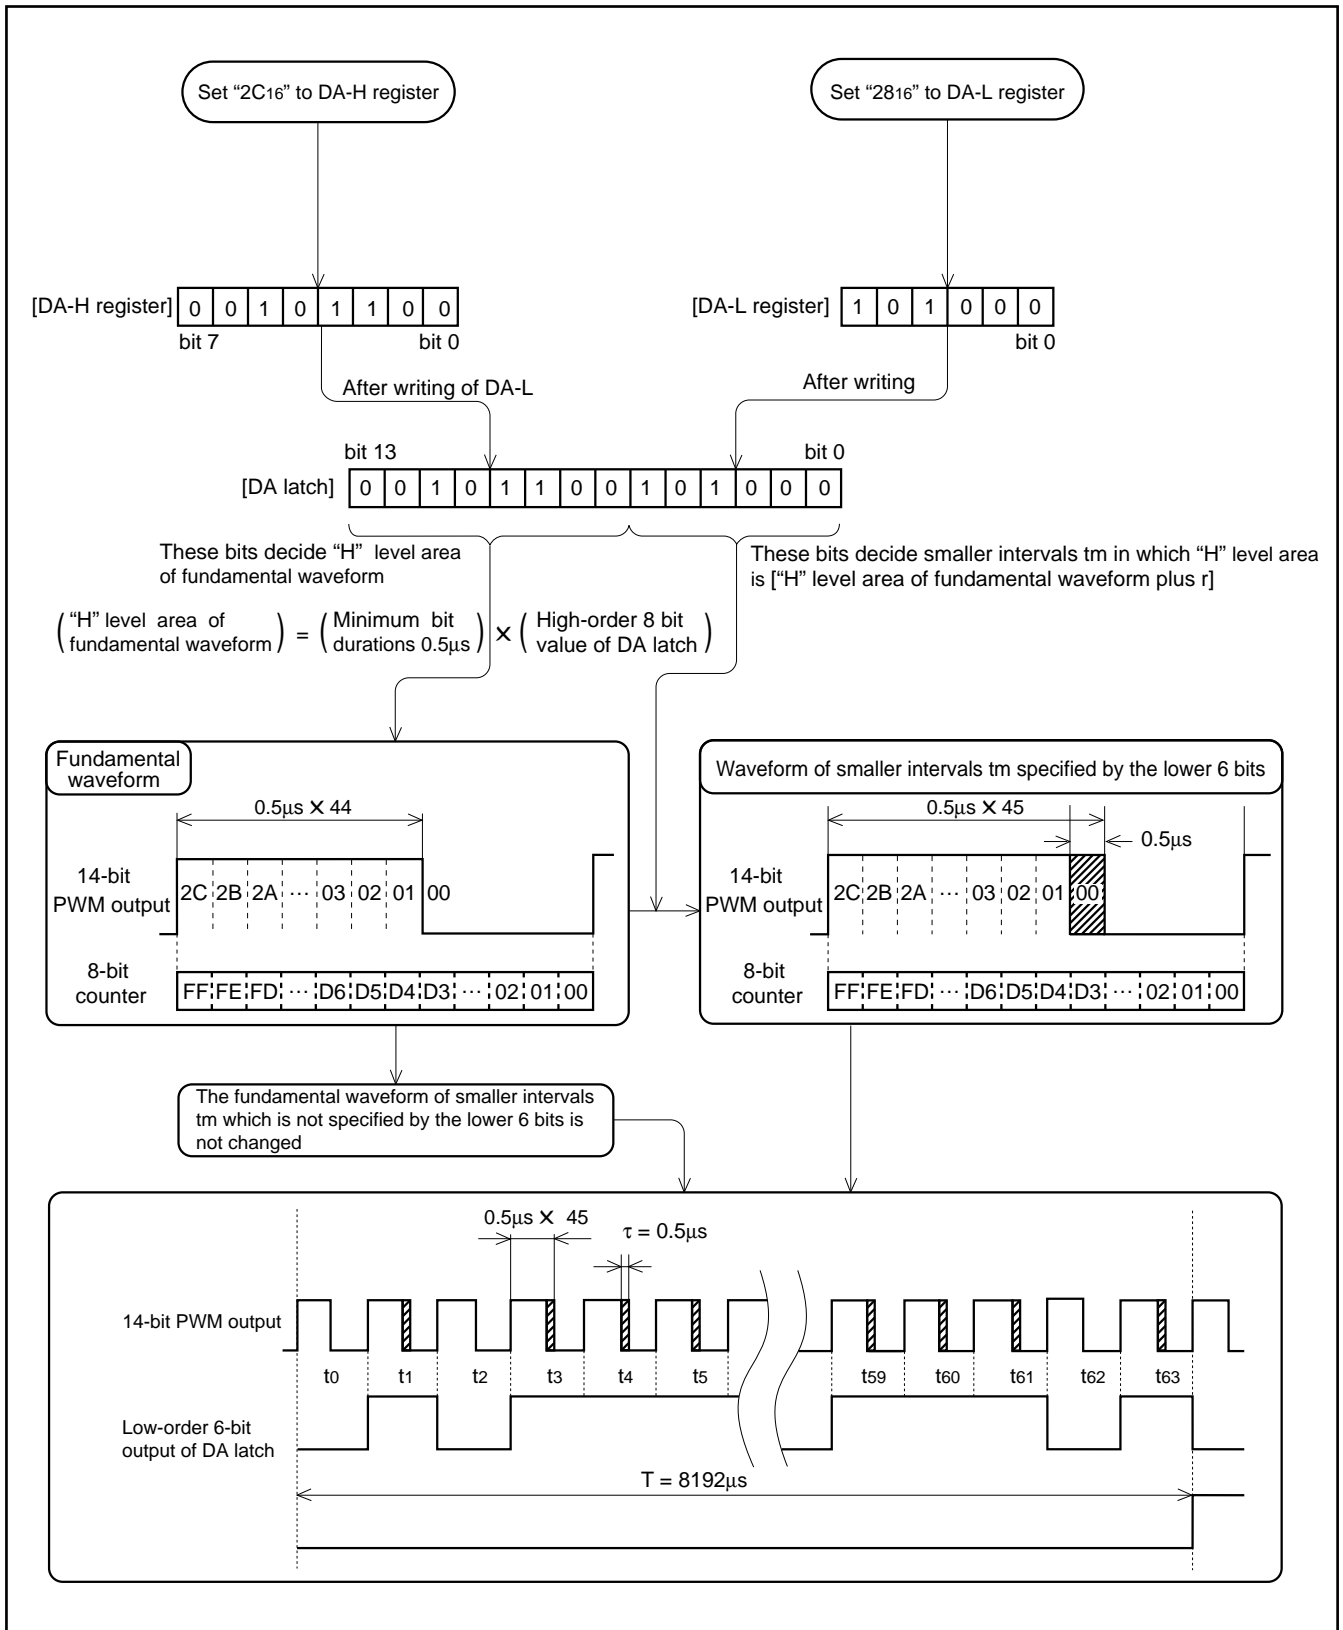 Set “2C16” to DA-H register
Set “2816” to DA-L register
[DA-H register] 0 0 1 0 1 1 0 0
bit 7 bit 0
[DA-L register] 1 0 1 0 0 0
bit 0
After writing of DA-L
After writing
bit 13 bit 0
[DA latch] 0 0 1 0 1 1 0 0 1 0 1 0 0 0
These bits decide “H” level area
of fundamental waveform
These bits decide smaller intervals tm in which “H” level area
is [“H” level area of fundamental waveform plus r]
(“H” level area of
fundamental waveform) = (Minimum bit
durations 0.5μs) × (High-order 8 bit
value of DA latch)
Fundamental
waveform
0.5μs × 44
14-bit
PWM output
2C 2B 2A ··· 03 02 01 00
8-bit
counter
FF FE FD ··· D6 D5 D4 D3 ··· 02 01 00
Waveform of smaller intervals tm specified by the lower 6 bits
0.5μs × 45
0.5μs
14-bit
PWM output
2C 2B 2A ··· 03 02 01 00
8-bit
counter
FF FE FD ··· D6 D5 D4 D3 ··· 02 01 00
The fundamental waveform of smaller intervals
tm which is not specified by the lower 6 bits is
not changed
0.5μs × 45
τ = 0.5μs
14-bit PWM output
t0 t1 t2 t3 t4 t5 t59 t60 t61 t62 t63
Low-order 6-bit
output of DA latch
T = 8192μs